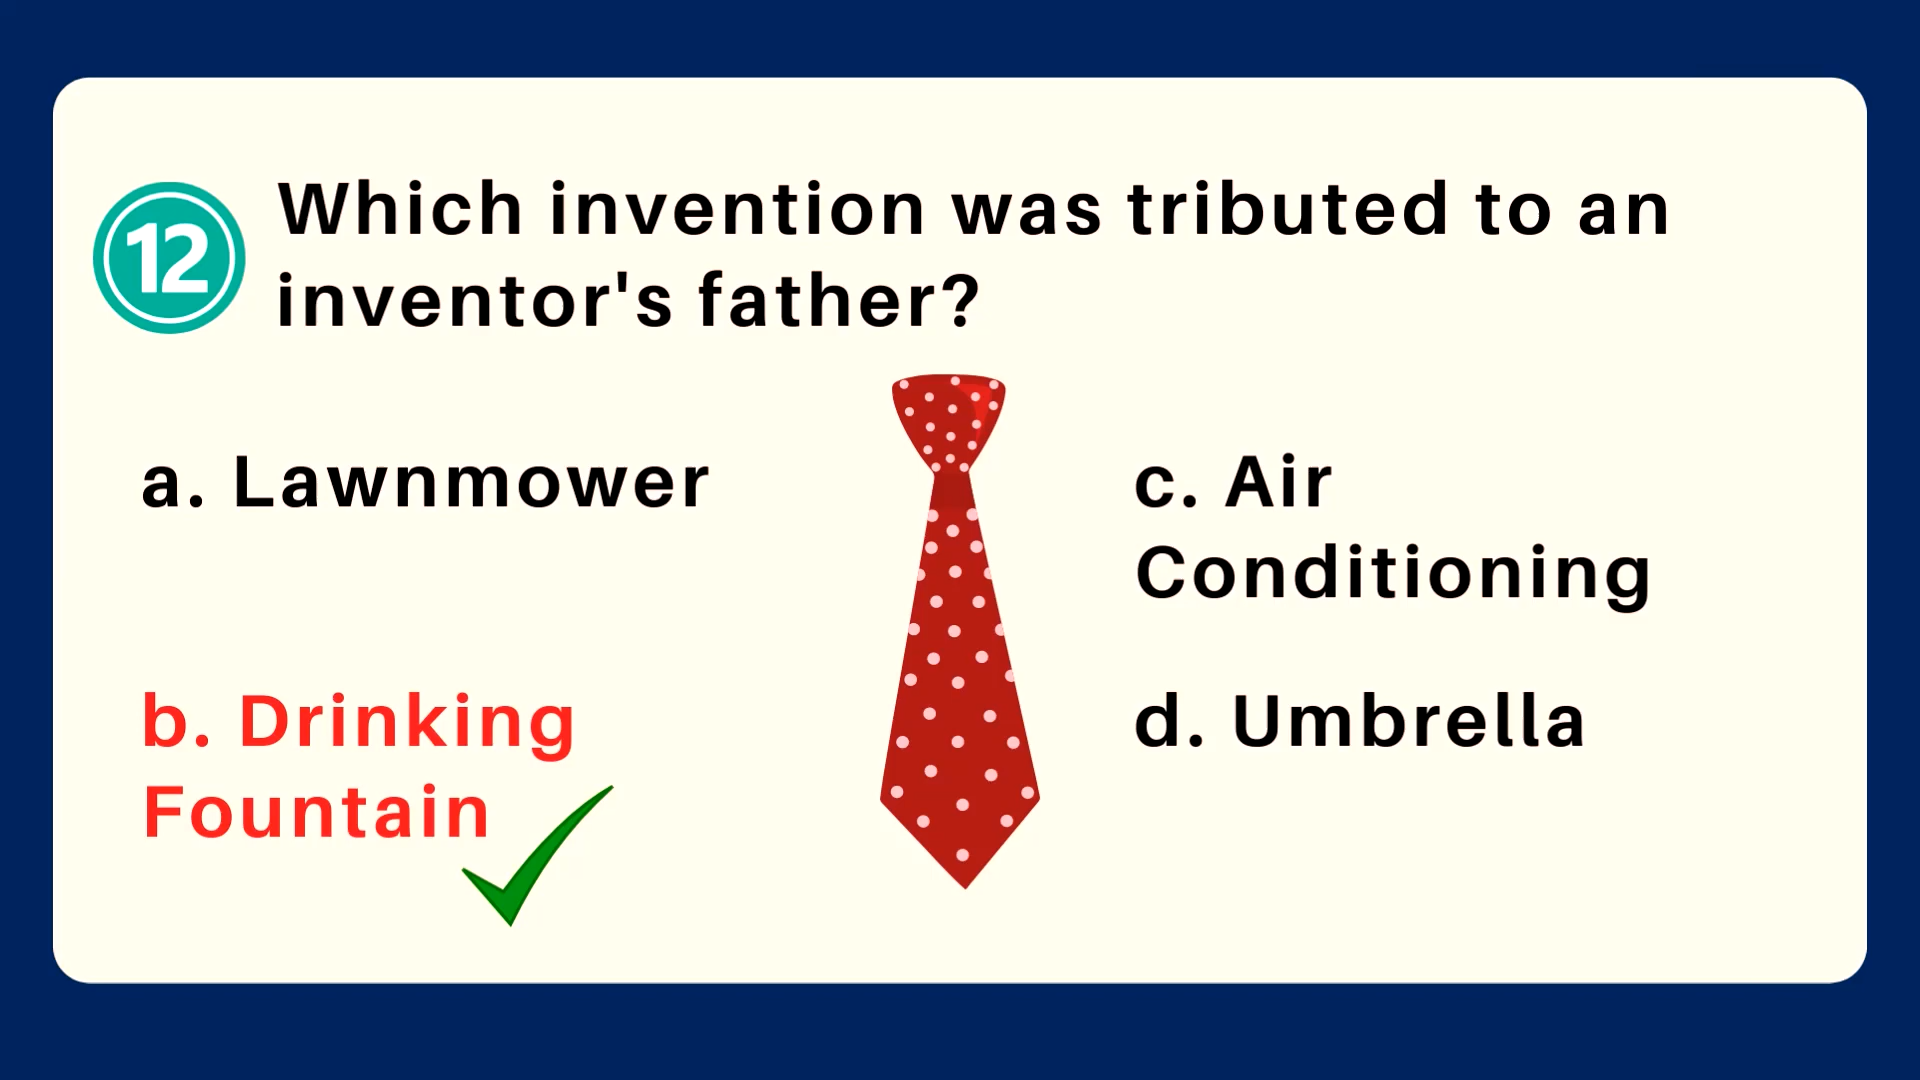 12
Which invention was tributed to an
inventor's father?
a. Lawnmower
b. Drinking
Fountain
c. Air
Conditioning
d. Umbrella